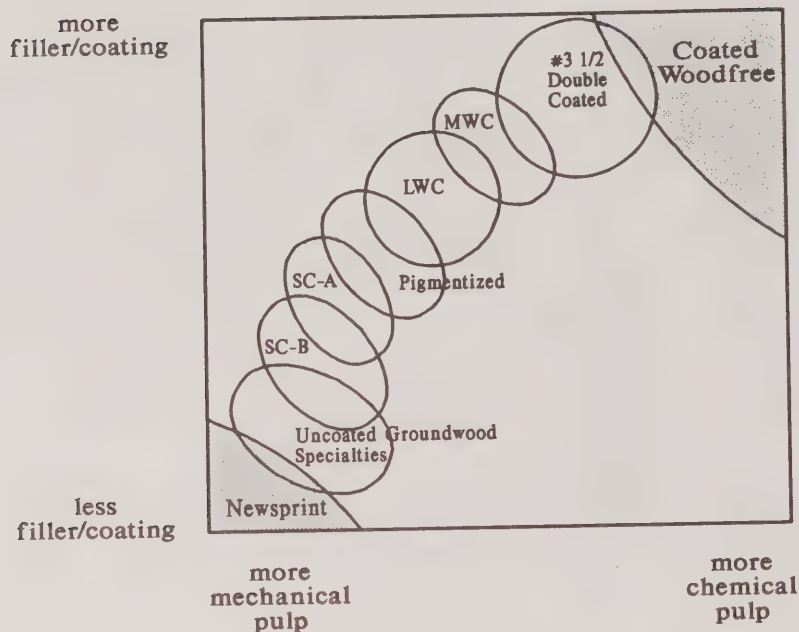 more
filler/coating
#3 1/2
Double
Coated
Coated
Woodfree
MWC
LWC
SC-A
Pigmentized
SC-B
Uncoated Groundwood
Specialties
Newsprint
less
filler/coating
more
mechanical
pulp
more
chemical
pulp